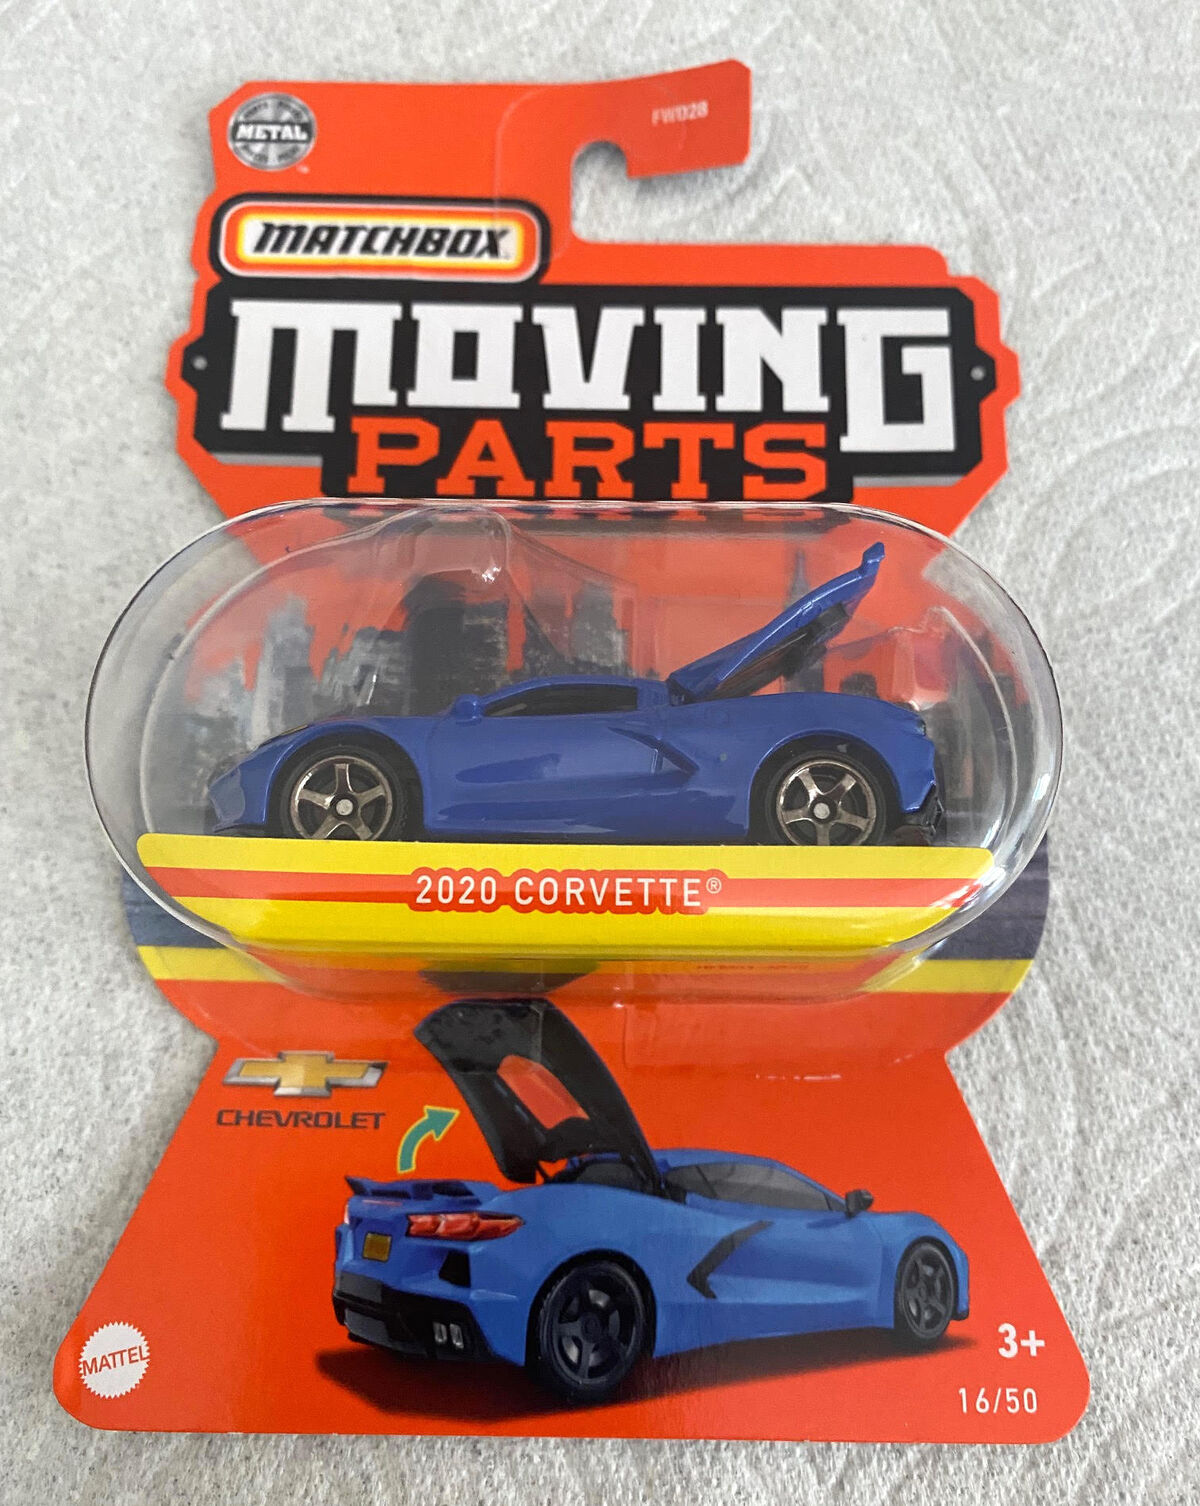 FWD28
METAL
MATCHBOX
MOVING
PARTS
2020 CORVETTE®
CHEVROLET
MATTEL
3+
16/50